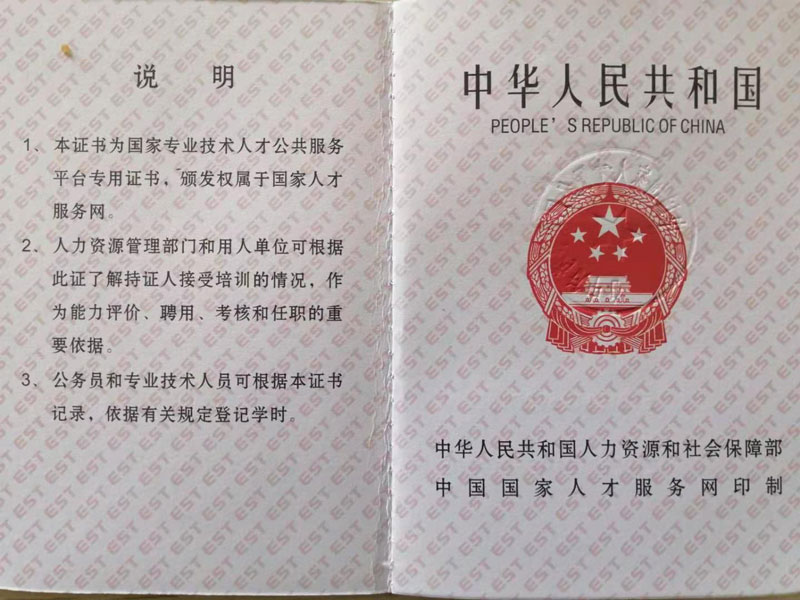 说 明
1、本证书为国家专业技术人才公共服务
平台专用证书，颁发权属于国家人才
服务网。
2、人力资源管理部门和用人单位可根据
此证了解持证人接受培训的情况，作
为能力评价、聘用、考核和任职的重
要依据。
3、公务员和专业技术人员可根据本证书
记录，依据有关规定登记学时。
中华人民共和国
PEOPLE'S REPUBLIC OF CHINA
中华人民共和国人力资源和社会保障部
中国国家人才服务网印制
EST